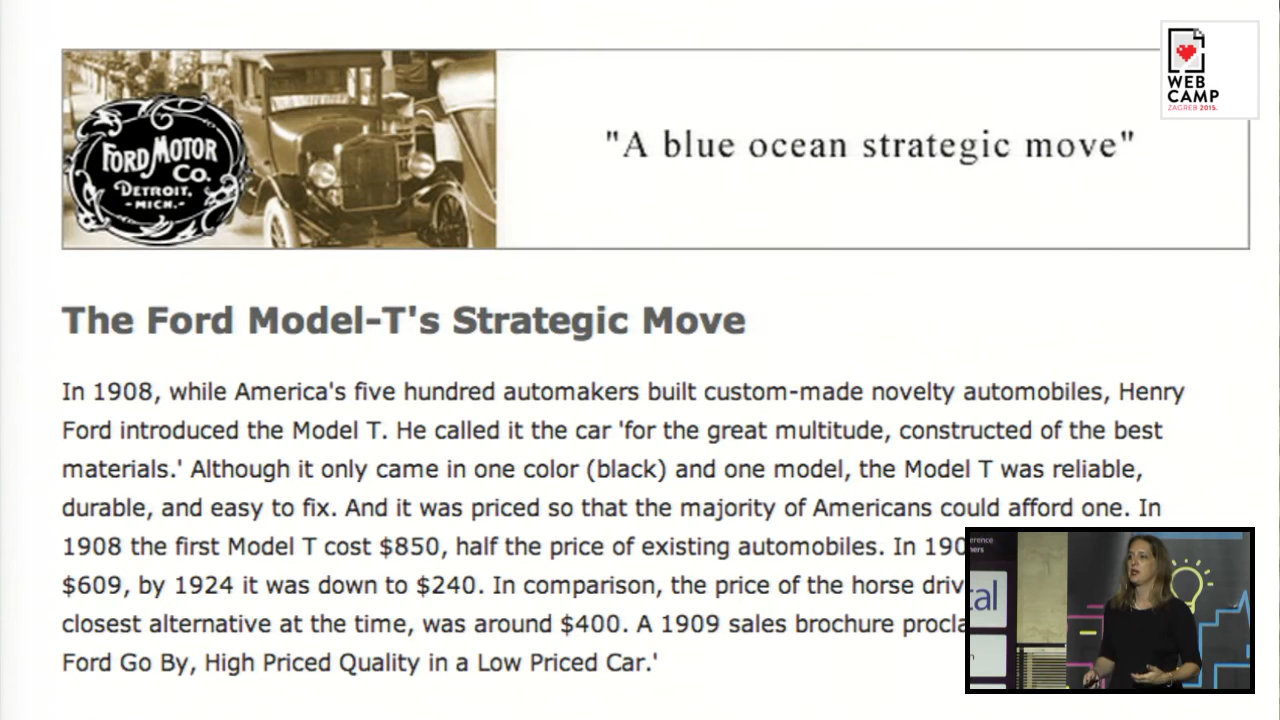 WEB
CAMP
ZAGREB 2015.
FORD MOTOR
Co.
DETROIT,
-MICH.-
"A blue ocean strategic move"
The Ford Model-T's Strategic Move
In 1908, while America's five hundred automakers built custom-made novelty automobiles, Henry
Ford introduced the Model T. He called it the car 'for the great multitude, constructed of the best
materials.' Although it only came in one color (black) and one model, the Model T was reliable,
durable, and easy to fix. And it was priced so that the majority of Americans could afford one. In
1908 the first Model T cost $850, half the price of existing automobiles. In 190
$609, by 1924 it was down to $240. In comparison, the price of the horse driv
closest alternative at the time, was around $400. A 1909 sales brochure procla
Ford Go By, High Priced Quality in a Low Priced Car.'
tal